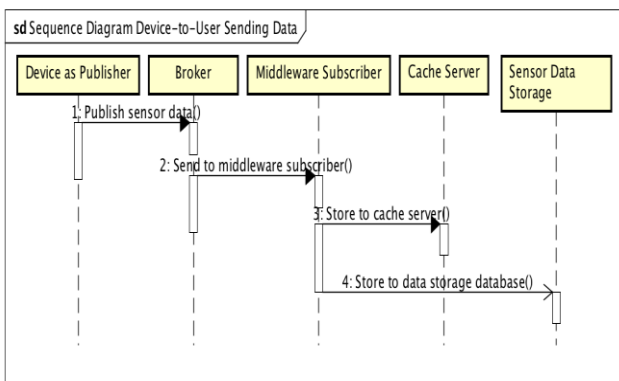 sd Sequence Diagram Device-to-User Sending Data
Device as Publisher
Broker
Middleware Subscriber
Cache Server
Sensor Data
Storage
1: Publish sensor data()
2: Send to middleware subscriber()
3: Store to cache server()
4: Store to data storage database()